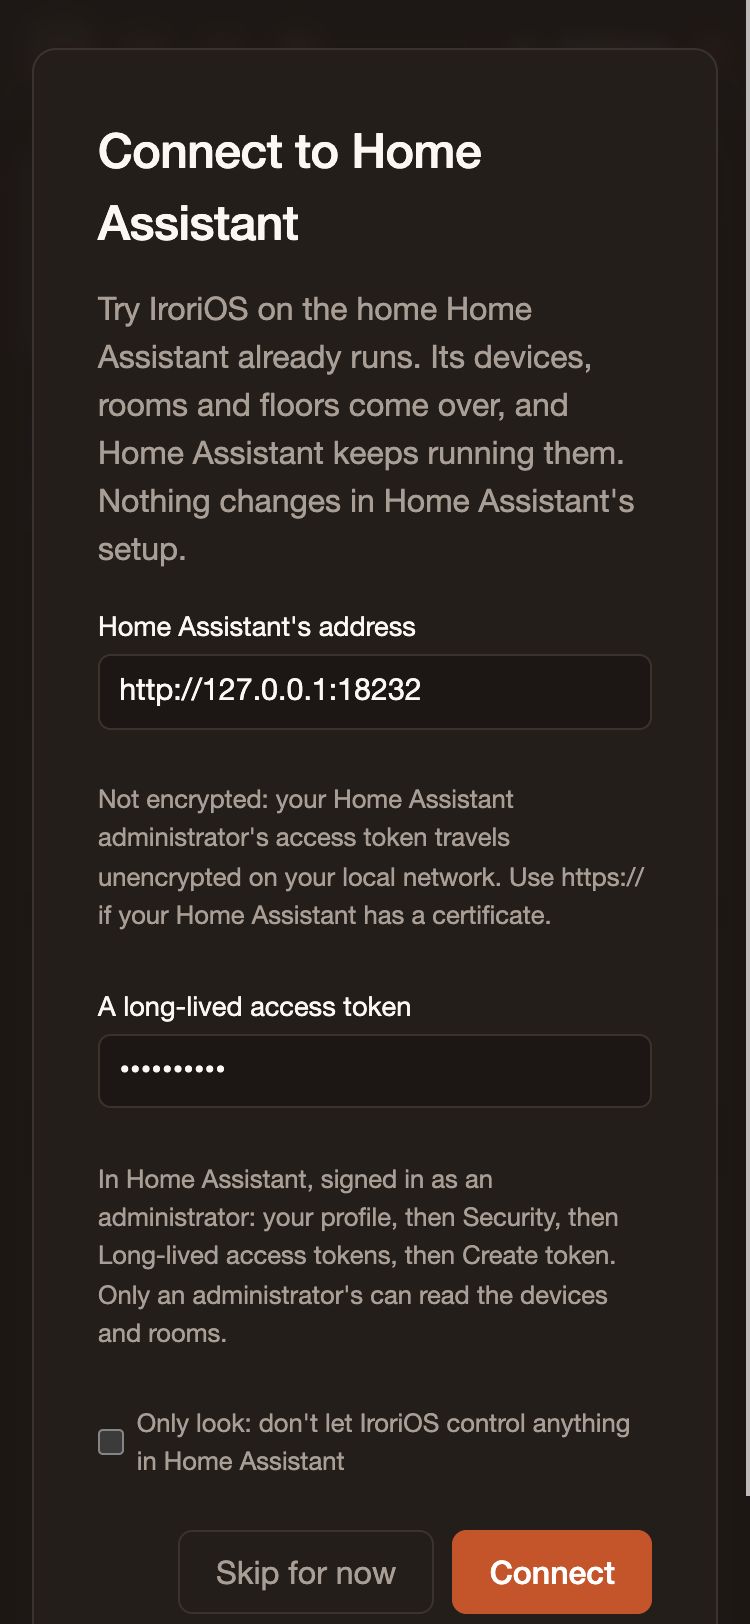 Connect to Home
Assistant
Try IroriOS on the home Home
Assistant already runs. Its devices,
rooms and floors come over, and
Home Assistant keeps running them.
Nothing changes in Home Assistant's
setup.
Home Assistant's address
http://127.0.0.1:18232
Not encrypted: your Home Assistant
administrator's access token travels
unencrypted on your local network. Use https://
if your Home Assistant has a certificate.
A long-lived access token
••••••••••
In Home Assistant, signed in as an
administrator: your profile, then Security, then
Long-lived access tokens, then Create token.
Only an administrator's can read the devices
and rooms.
Only look: don't let IroriOS control anything
in Home Assistant
Skip for now
Connect